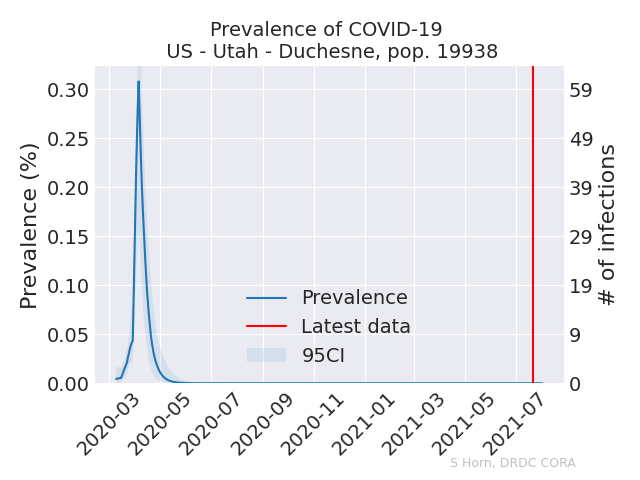 Prevalence of COVID-19
US - Utah - Duchesne, pop. 19938
Prevalence (%)
0.30
0.25
0.20
0.15
0.10
0.05
0.00
59
49
39
29
19
9
0
# of infections
Prevalence
Latest data
95CI
2020-03
2020-05
2020-07
2020-09
2020-11
2021-01
2021-03
2021-05
2021-07
S Horn, DRDC CORA